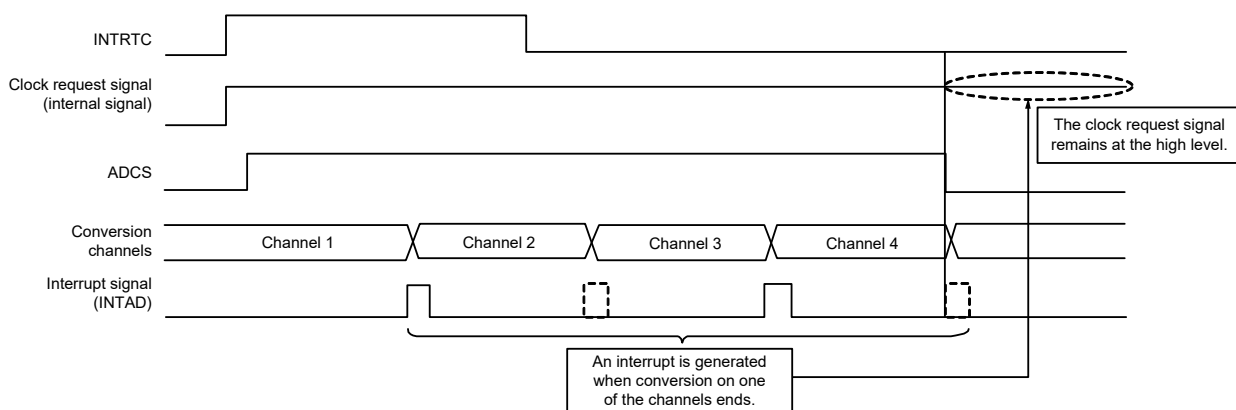 INTRTC
Clock request signal
(internal signal)
The clock request signal
remains at the high level.
ADCS
Conversion
channels
Channel 1
Channel 2
Channel 3
Channel 4
Interrupt signal
(INTAD)
An interrupt is generated
when conversion on one
of the channels ends.